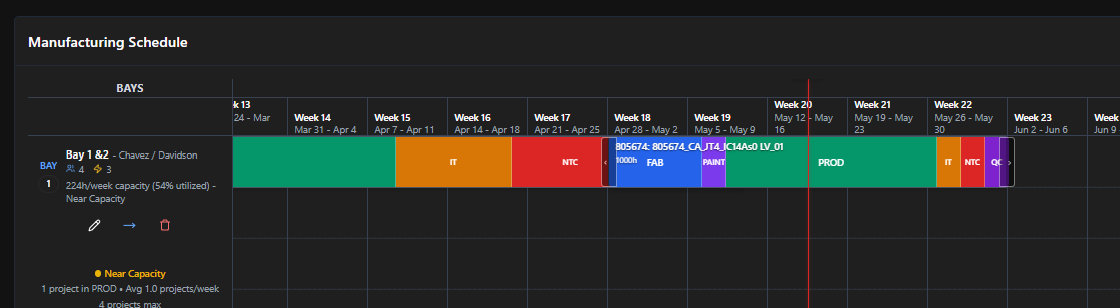 Manufacturing Schedule
BAYS
k 13
24 - Mar
Week 14
Mar 31 - Apr 4
Week 15
Apr 7 - Apr 11
Week 16
Apr 14 - Apr 18
Week 17
Apr 21 - Apr 25
Week 18
Apr 28 - May 2
Week 19
May 5 - May 9
Week 20
May 12 - May
16
Week 21
May 19 - May
23
Week 22
May 26 - May
30
Week 23
Jun 2 - Jun 6
Week
Jun 9
BAY
1
Bay 1 &2 - Chavez / Davidson
4 3
224h/week capacity (54% utilized) -
Near Capacity
IT
NTC
805674: 805674_CA_JT4_IC14As0 LV_01
1000h
FAB
PAINT
PROD
IT
NTC
QC
Near Capacity
1 project in PROD • Avg 1.0 projects/week
4 projects max